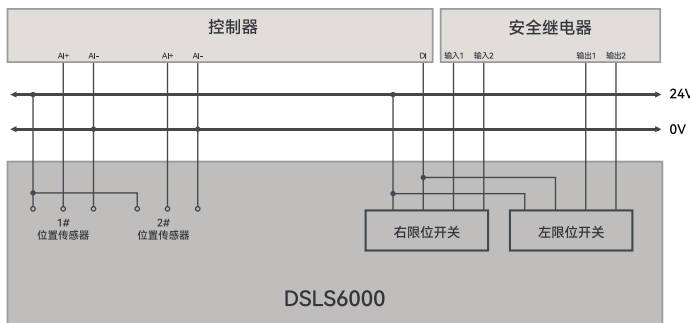 控制器
安全继电器
AI+ AI- AI+ AI- DI 输入1 输入2 输出1 输出2
24V
0V
1# 2#
位置传感器 位置传感器
右限位开关 左限位开关
DSLS6000